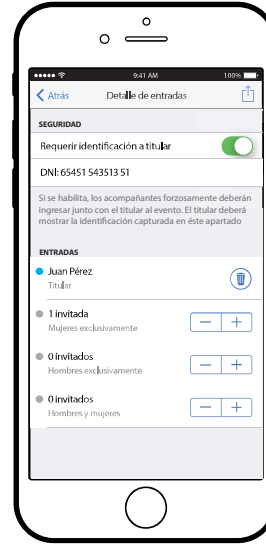 9:41 AM
100%
Atrás
Detalle de entradas
SEGURIDAD
Requerir identificación a titular
DNI: 65451 543513 51
Si se habilita, los acompañantes forzosamente deberán
ingresar junto con el titular al evento. El titular deberá
mostrar la identificación capturada en éste apartado
ENTRADAS
Juan Pérez
Titular
1 invitada
Mujeres exclusivamente
0 invitados
Hombres exclusivamente
0 invitados
Hombres y mujeres